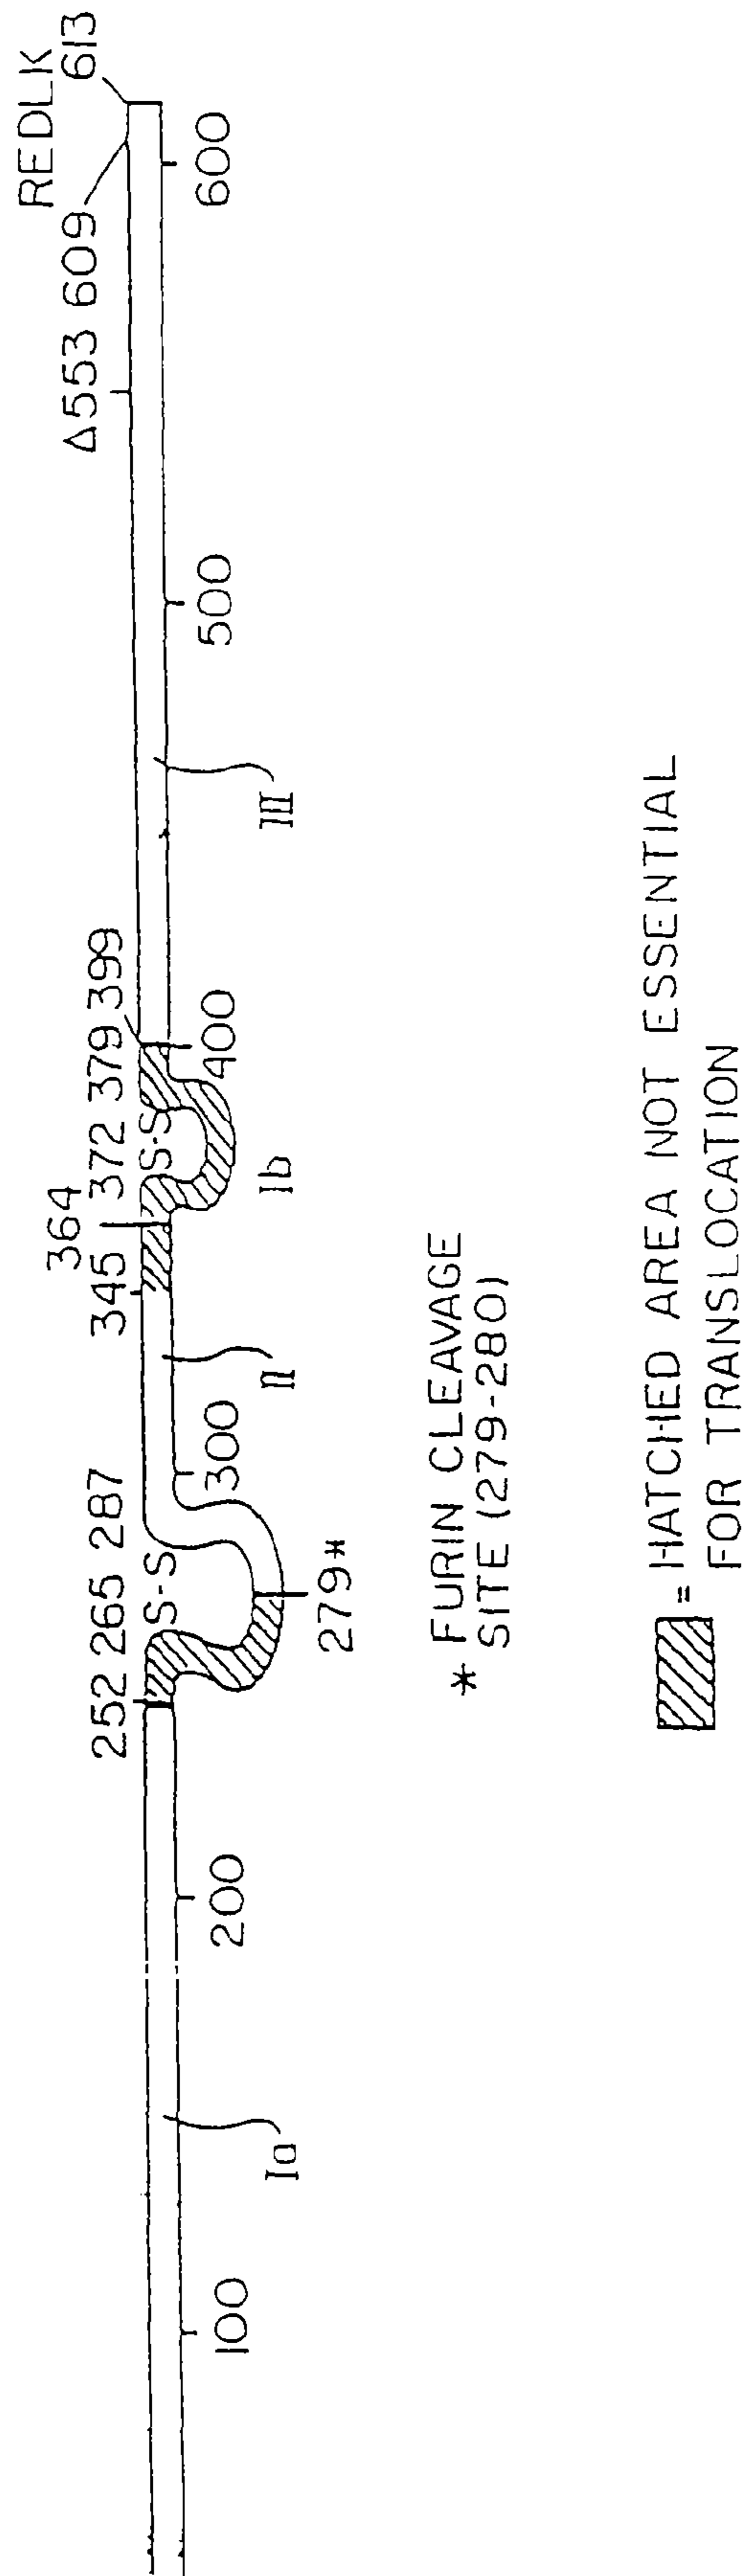 REDLK
364
Δ553 609 613
252 265 287 345 372 379 399
S-S S-S
100 200 300 400 500 600
279*
Ia II Ib III
* FURIN CLEAVAGE
SITE (279-280)
= HATCHED AREA NOT ESSENTIAL
FOR TRANSLOCATION